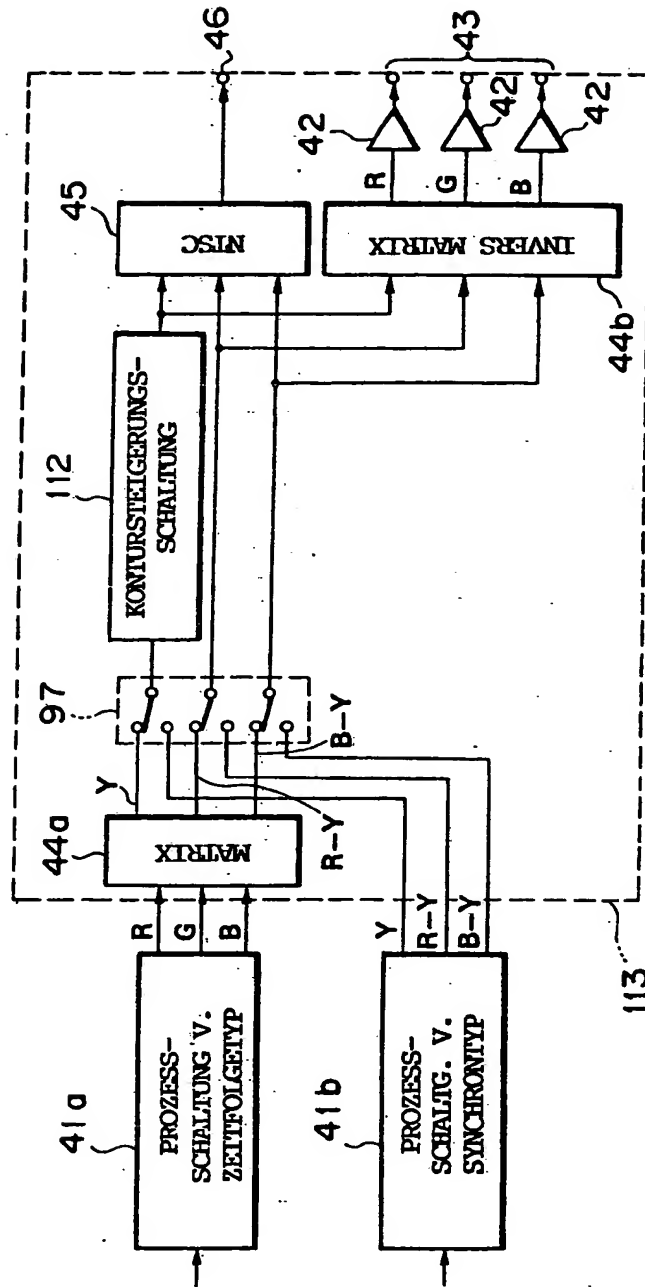 41a
PROZESS-
SCHALTUNG V.
ZEITFOLGETYP
R
G
B
44a
MATRIX
Y
R-Y
B-Y
97
112
KONTURSTEIGERUNGS-
SCHALTUNG
45
NTSC
46
R
G
B
42
42
42
43
INVERS MATRIX
44b
41b
PROZESS-
SCHALTG. V.
SYNCHRONTYP
Y
R-Y
B-Y
113